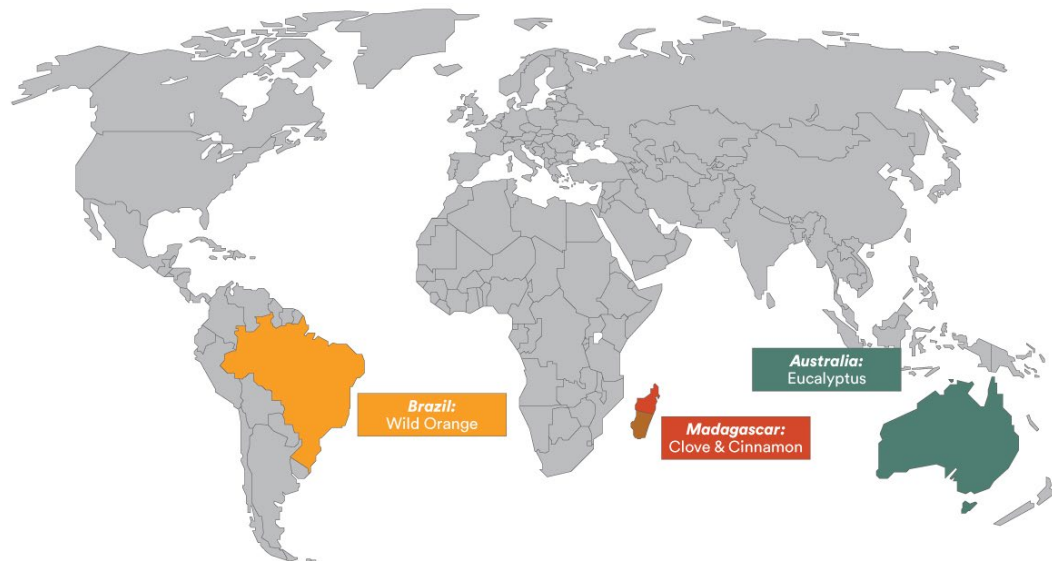 Brazil:
Wild Orange
Madagascar:
Clove & Cinnamon
Australia:
Eucalyptus